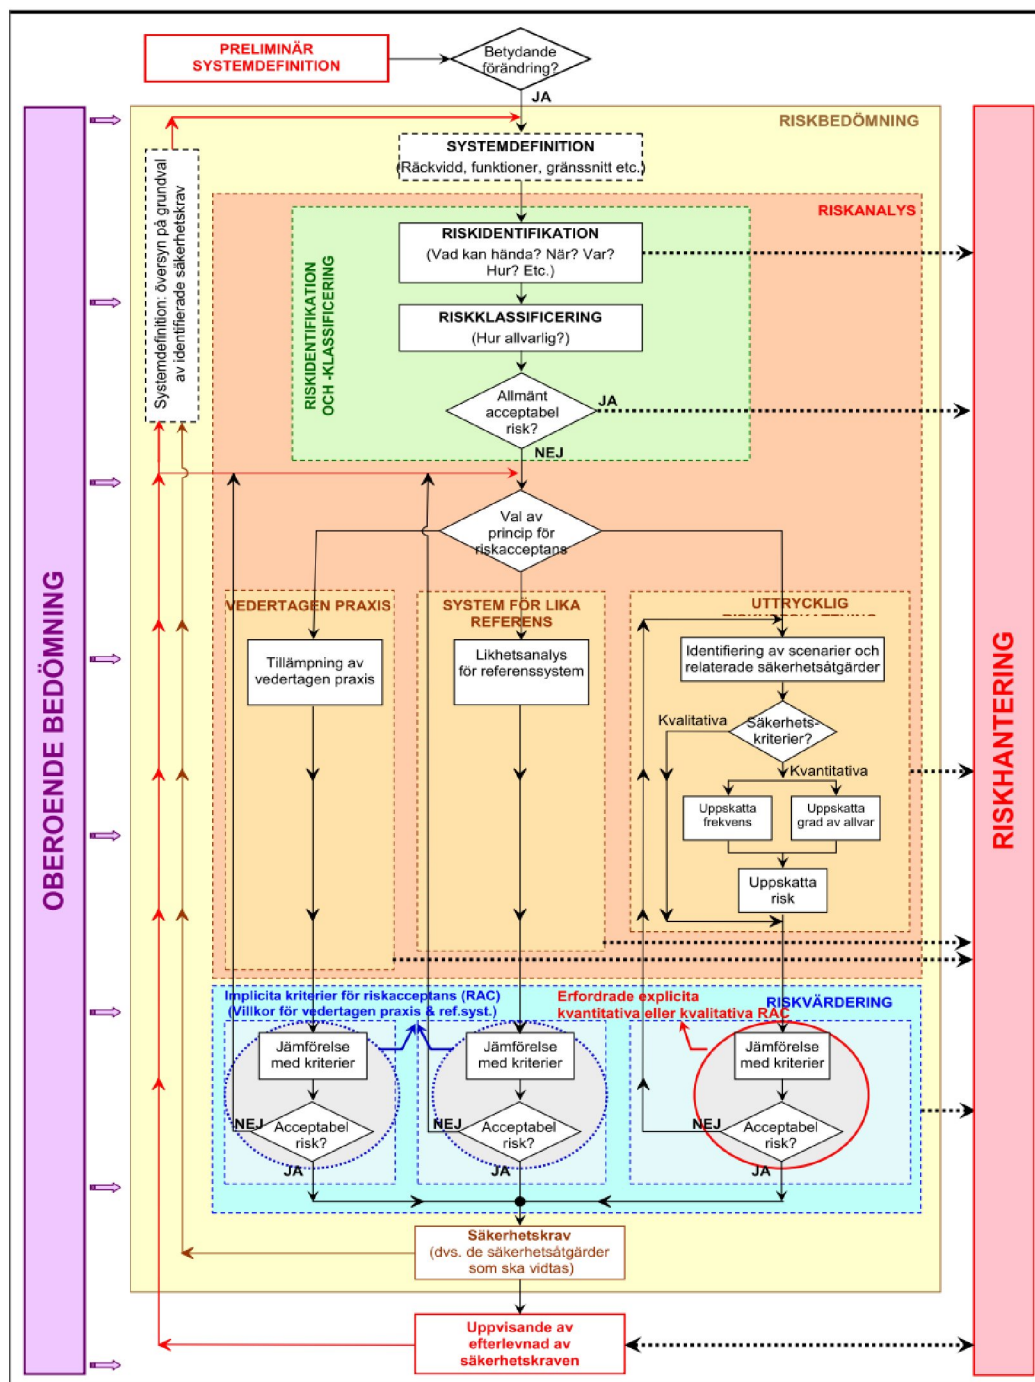 PRELIMINÄR
SYSTEMDEFINITION
Betydande
förändring?
JA
RISKBEDÖMNING
OBEROENDE BEDÖMNING
RISKHANTERING
Systemdefinition: översyn på grundval
av identifierade säkerhetskrav
SYSTEMDEFINITION
(Räckvidd, funktioner, gränssnitt etc.)
RISKANALYS
RISKIDENTIFIKATION
OCH -KLASSIFICERING
RISKIDENTIFIKATION
(Vad kan hända? När? Var?
Hur? Etc.)
RISKKLASSIFICERING
(Hur allvarlig?)
Allmänt
acceptabel
risk?
JA
NEJ
Val av
princip för
riskacceptans
VEDERTAGEN PRAXIS
SYSTEM FÖR LIKA
REFERENS
UTTRYCKLIG
Tillämpning av
vedertagen praxis
Likhetsanalys
för referenssystem
Identifiering av scenarier och
relaterade säkerhetsåtgärder
Kvalitativa
Säkerhets-
kriterier?
Kvantitativa
Uppskatta
frekvens
Uppskatta
grad av allvar
Uppskatta
risk
Implicita kriterier för riskacceptans (RAC)
(Villkor för vedertagen praxis & ref.syst.)
Erfordrade explicita
kvantitativa eller kvalitativa RAC
RISKVÄRDERING
Jämförelse
med kriterier
Jämförelse
med kriterier
Jämförelse
med kriterier
NEJ
Acceptabel
risk?
JA
NEJ
Acceptabel
risk?
JA
NEJ
Acceptabel
risk?
JA
Säkerhetskrav
(dvs. de säkerhetsåtgärder
som ska vidtas)
Uppvisande av
efterlevnad av
säkerhetskraven